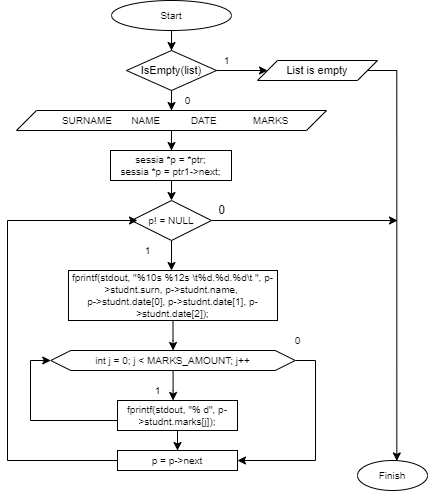 Start
IsEmpty(list)
1
List is empty
0
SURNAME NAME DATE MARKS
sessia *p = *ptr;
sessia *p = ptr1->next;
p! = NULL
0
1
fprintf(stdout, "%10s %12s \t%d.%d.%d\t ", p-
>studnt.surn, p->studnt.name,
p->studnt.date[0], p->studnt.date[1], p-
>studnt.date[2]);
0
int j = 0; j < MARKS_AMOUNT; j++
1
fprintf(stdout, "% d", p-
>studnt.marks[j]);
p = p->next
Finish